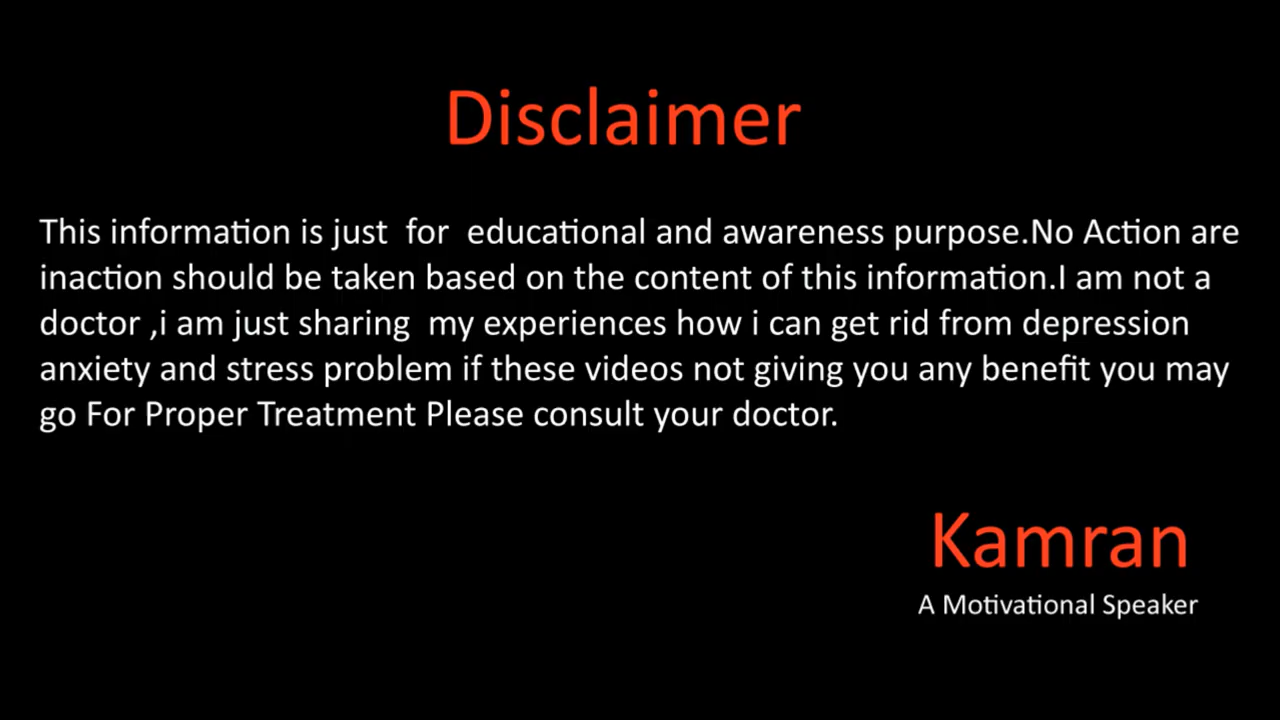 Disclaimer
This information is just  for  educational and awareness purpose.No Action are
inaction should be taken based on the content of this information.I am not a
doctor ,i am just sharing  my experiences how i can get rid from depression
anxiety and stress problem if these videos not giving you any benefit you may
go For Proper Treatment Please consult your doctor.
Kamran
A Motivational Speaker